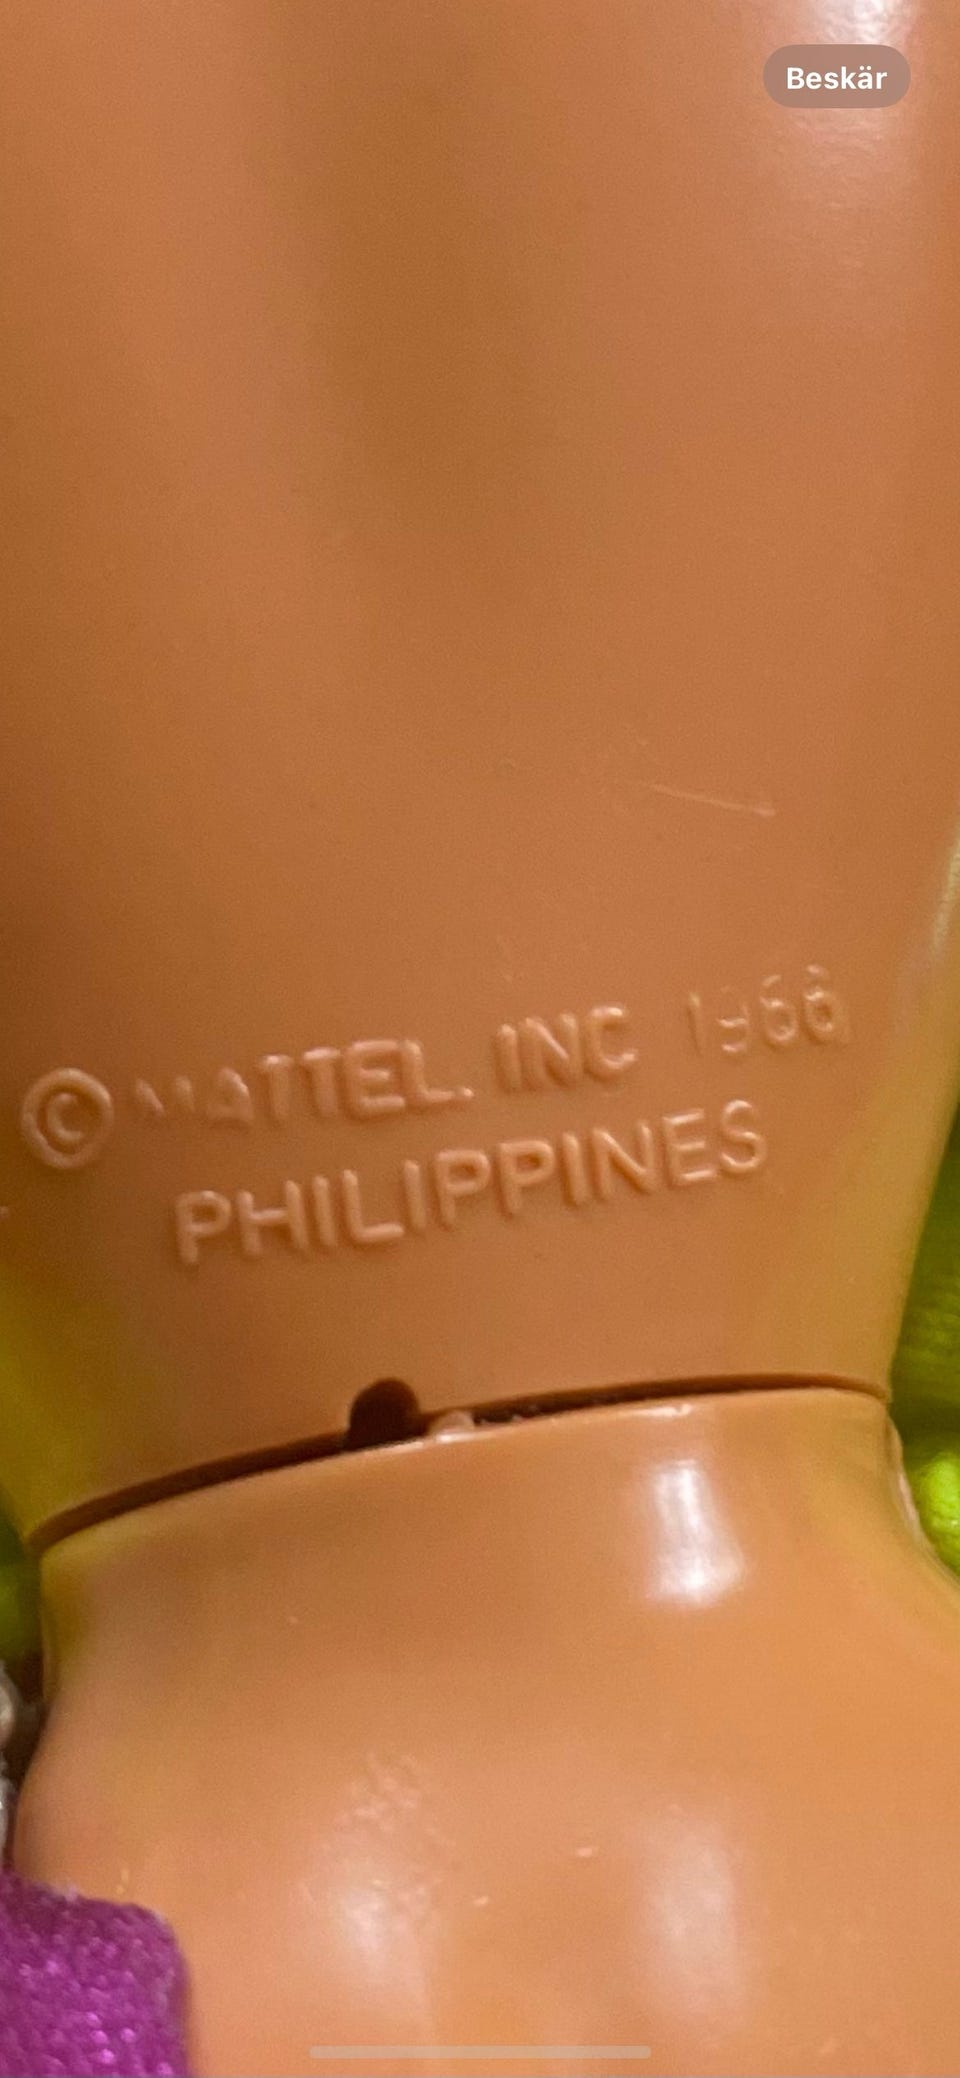 Beskär
© MATTEL. INC 1966
PHILIPPINES